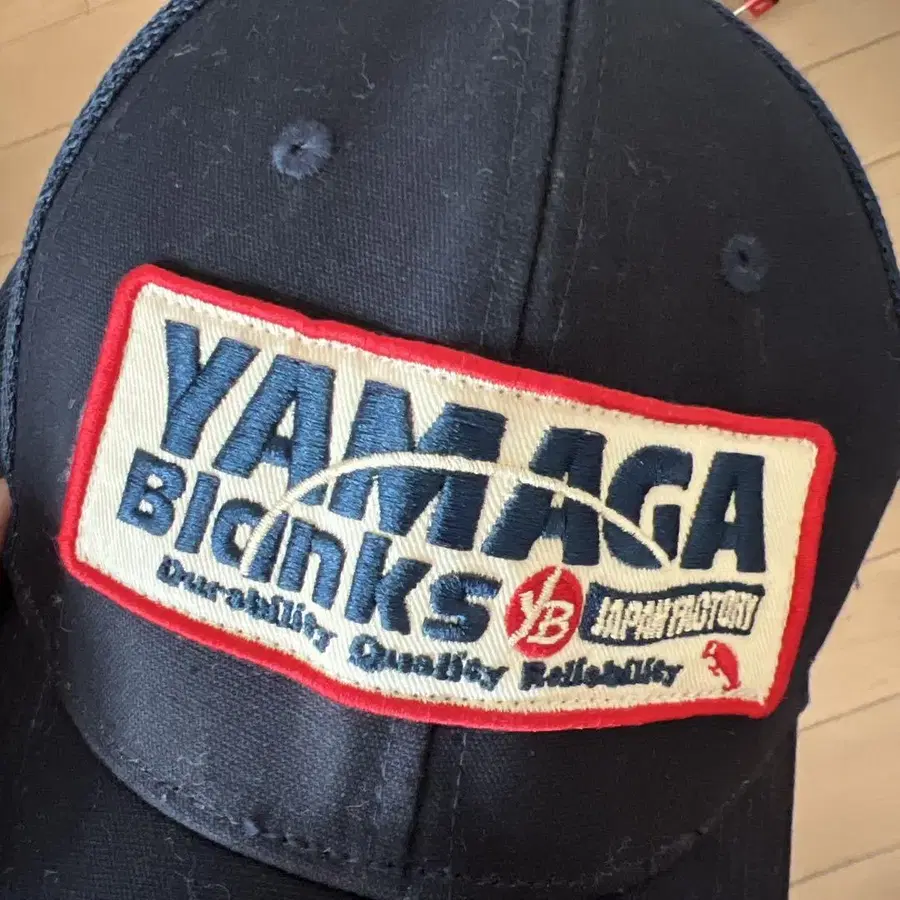 YAMAGA
Blanks
YB JAPAN FACTORY
Durability Quality Reliability